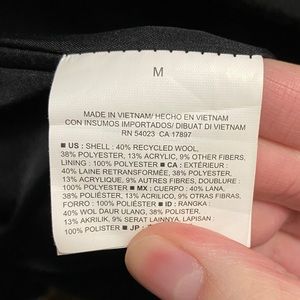 M
MADE IN VIETNAM/ HECHO EN VIETNAM
CON INSUMOS IMPORTADOS/ DIBUAT DI VIETNAM
RN 54023 CA 17897
■ US : SHELL : 40% RECYCLED WOOL,
38% POLYESTER, 13% ACRYLIC, 9% OTHER FIBERS,
LINING : 100% POLYESTER ■ CA : EXTÉRIEUR :
40% LAINE RETRANSFORMÉE, 38% POLYESTER,
13% ACRYLIQUE, 9% AUTRES FIBRES, DOUBLURE :
100% POLYESTER ■ MX : CUERPO : 40% LANA,
38% POLIÉSTER, 13% ACRÍLICO, 9% OTRAS FIBRAS,
FORRO : 100% POLIÉSTER ■ ID : RANGKA :
40% WOL DAUR ULANG, 38% POLIESTER,
13% AKRILIK, 9% SERAT LAINNYA, LAPISAN :
100% POLISTER ■ JP :